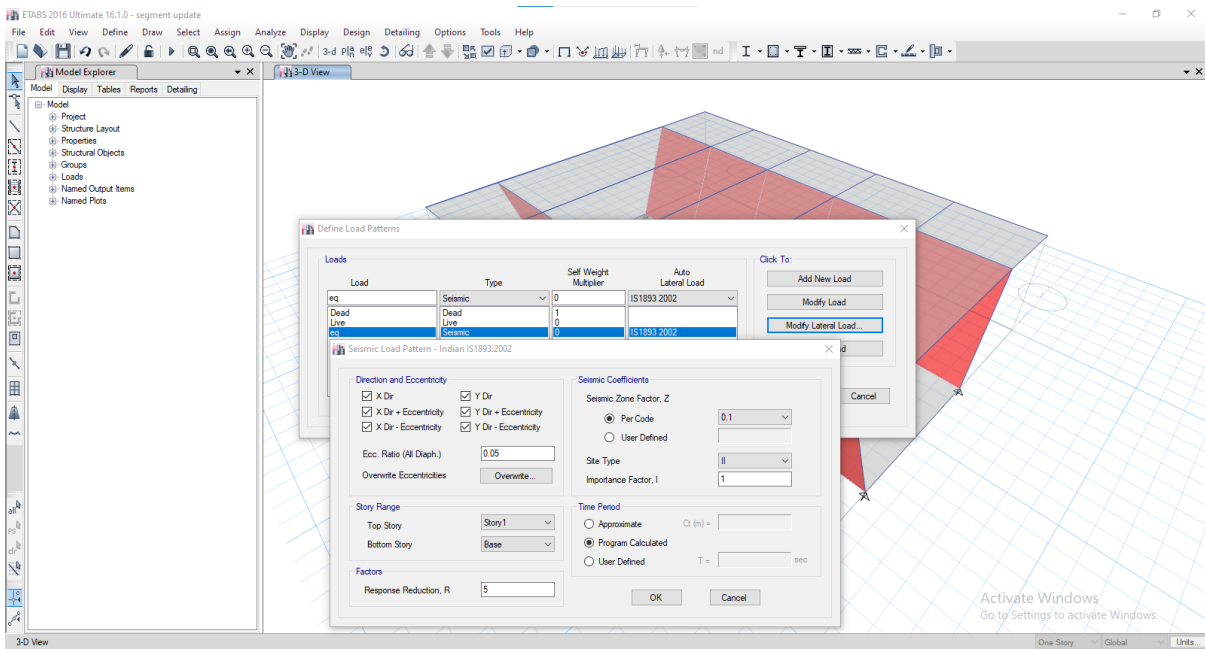 ETABS 2016 Ultimate 16.1.0 - segment update
File Edit View Define Draw Select Assign Analyze Display Design Detailing Options Tools Help
3-d
nd
Model Explorer
3-D View
Model Display Tables Reports Detailing
Model
Project
Structure Layout
Properties
Structural Objects
Groups
Loads
Named Output Items
Named Plots
all
ps
clr
Define Load Patterns
Loads
Click To:
Load
Type
Self Weight
Multiplier
Auto
Lateral Load
eq Seismic 0 IS1893 2002
Dead Dead 1
Live Live 0
eq Seismic 0 IS1893 2002
Add New Load
Modify Load
Modify Lateral Load...
Cancel
Seismic Load Pattern - Indian IS1893:2002
Direction and Eccentricity
X Dir
Y Dir
X Dir + Eccentricity
Y Dir + Eccentricity
X Dir - Eccentricity
Y Dir - Eccentricity
Ecc. Ratio (All Diaph.) 0.05
Overwrite Eccentricities Overwrite...
Story Range
Top Story Story1
Bottom Story Base
Factors
Response Reduction, R 5
Seismic Coefficients
Seismic Zone Factor, Z
Per Code 0.1
User Defined
Site Type II
Importance Factor, I 1
Time Period
Approximate Ct (m) =
Program Calculated
User Defined T = sec
OK Cancel
Activate Windows
Go to Settings to activate Windows.
3-D View
One Story Global Units...